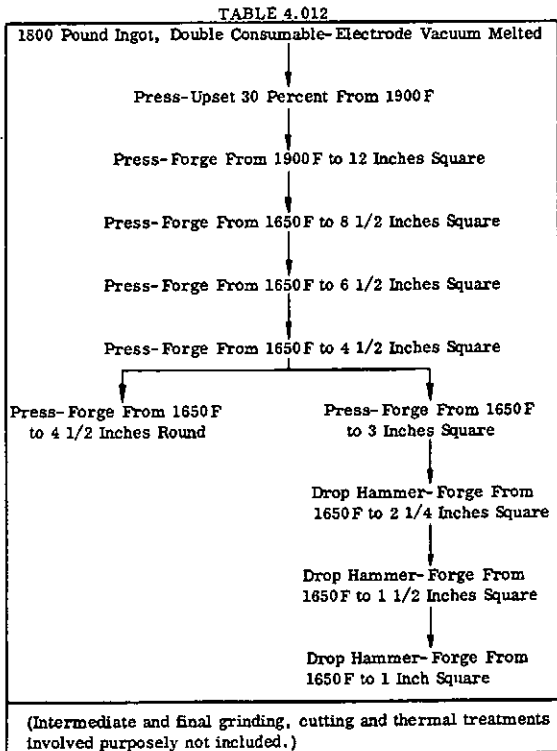 TABLE 4.012
1800 Pound Ingot, Double Consumable-Electrode Vacuum Melted
Press-Upset 30 Percent From 1900 F
Press-Forge From 1900 F to 12 Inches Square
Press-Forge From 1650 F to 8 1/2 Inches Square
Press-Forge From 1650 F to 6 1/2 Inches Square
Press-Forge From 1650 F to 4 1/2 Inches Square
Press-Forge From 1650 F
to 4 1/2 Inches Round
Press-Forge From 1650 F
to 3 Inches Square
Drop Hammer-Forge From
1650 F to 2 1/4 Inches Square
Drop Hammer-Forge From
1650 F to 1 1/2 Inches Square
Drop Hammer-Forge From
1650 F to 1 Inch Square
(Intermediate and final grinding, cutting and thermal treatments
involved purposely not included.)